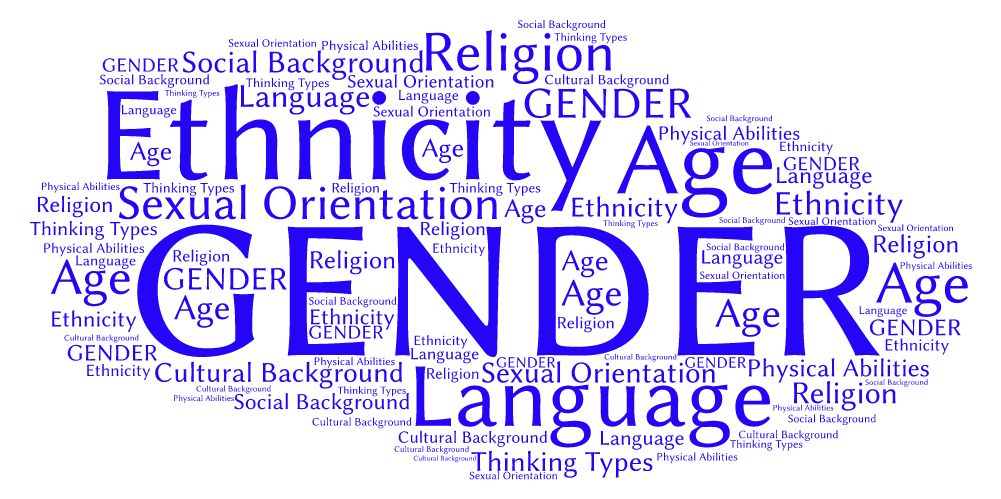 Social Background
Sexual Orientation
Physical Abilities
Religion
Thinking Types
GENDER
Social Background
Social Background
Thinking Types
Sexual Orientation
Cultural Background
Thinking Types
Language
Language
GENDER
Language
Sexual Orientation
Ethnicity
Age
Age
Social Background
Physical Abilities
Sexual Orientation
Ethnicity
Age
GENDER
Language
Physical Abilities
Thinking Types
Religion
Thinking Types
Religion
Sexual Orientation
Age
Ethnicity
Ethnicity
Thinking Types
Religion
Thinking Types
Social Background
Sexual Orientation
Sexual Orientation
Physical Abilities
Language
Religion
Ethnicity
Religion
Social Background
Language
Religion
Age
GENDER
Age
GENDER
Religion
Age
Age
Sexual Orientation
Physical Abilities
Age
Social Background
Ethnicity
GENDER
Religion
Age
Language
GENDER
Ethnicity
Ethnicity
Cultural Background
GENDER
Ethnicity
Ethnicity
Language
Physical Abilities
Cultural Background
Religion
GENDER
Sexual Orientation
Cultural Background
GENDER
Physical Abilities
Cultural Background
Physical Abilities
Social Background
Thinking Types
Language
Religion
Social Background
Physical Abilities
Social Background
Cultural Background
Cultural Background
Language
Cultural Background
Thinking Types
Cultural Background
Cultural Background
Thinking Types
Physical Abilities
Sexual Orientation